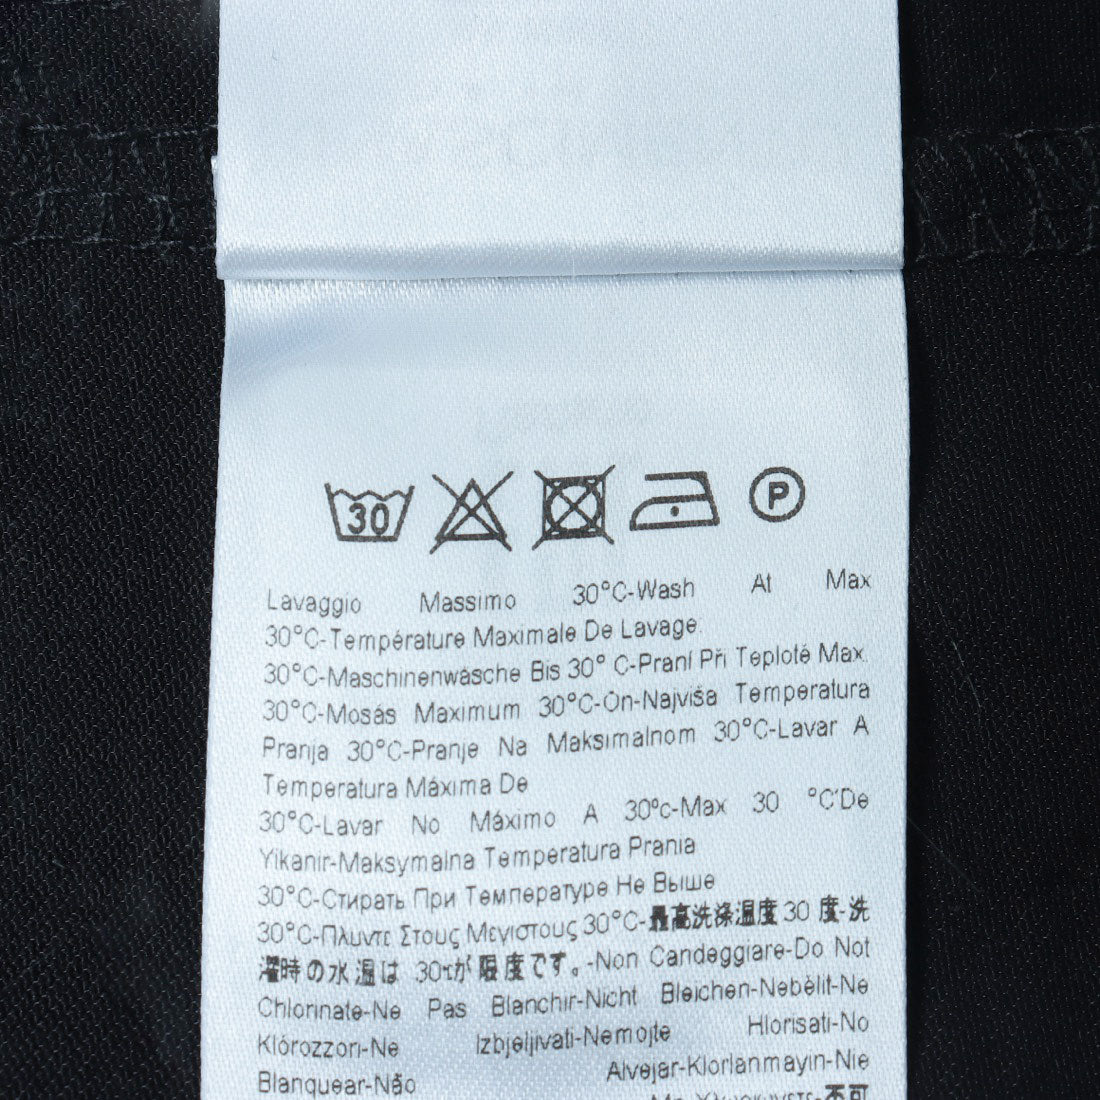 30 P
Lavaggio Massimo 30°C-Wash At Max
30°C-Température Maximale De Lavage.
30°C-Maschinenwäsche Bis 30° C-Praní Při Teplotě Max.
30°C-Mosás Maximum 30°C-On-Najviša Temperatura
Pranja 30°C-Pranje Na Maksimalnom 30°C-Lavar A
Temperatura Máxima De
30°C-Lavar No Máximo A 30ºc-Max 30 °C'De
Yikanir-Maksymalna Temperatura Prania
30°C-Стирать При Температуре Не Выше
30°C-Πλυντε Στους Μεγιστους 30°C-最高洗涤温度 30 度-洗
濯時の水温は 30℃が限度です。-Non Candeggiare-Do Not
Chlorinate-Ne Pas Blanchir-Nicht Bleichen-Nebělit-Ne
Klórozzon-Ne Izbjeljivati-Nemojte Hlorisati-No
Blanquear-Não Alvejar-Klorlanmayın-Nie
不可